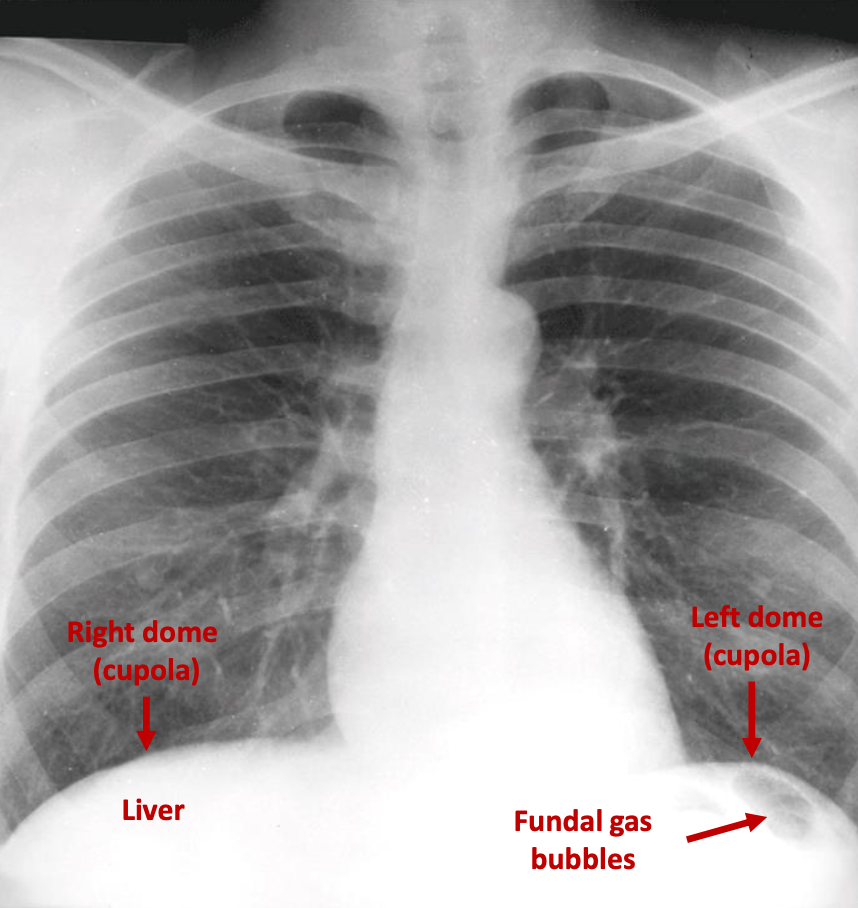 Right dome
(cupola)
Left dome
(cupola)
Liver
Fundal gas
bubbles